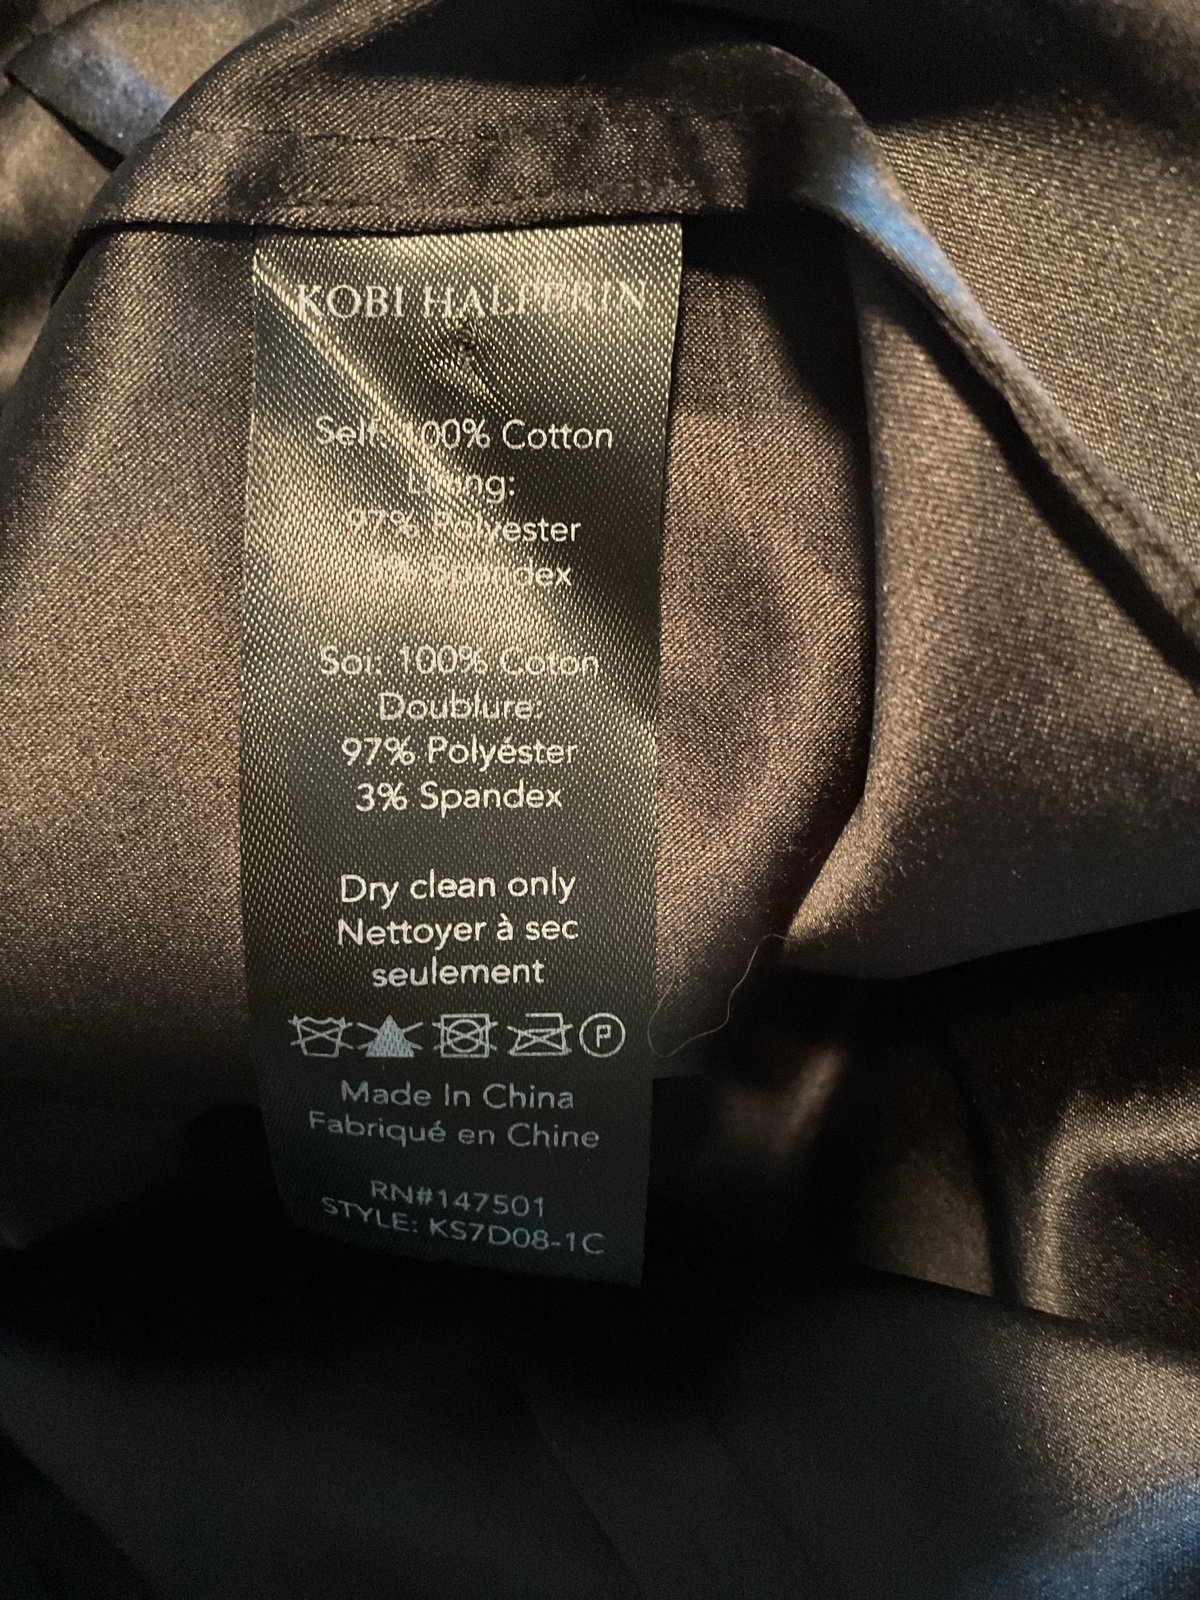 KOBI HALPERIN
Self: 100% Cotton
Lining:
97% Polyester
3% Spandex
Soi: 100% Coton
Doublure:
97% Polyéster
3% Spandex
Dry clean only
Nettoyer à sec
seulement
P
Made In China
Fabriqué en Chine
RN#147501
STYLE: KS7D08-1C